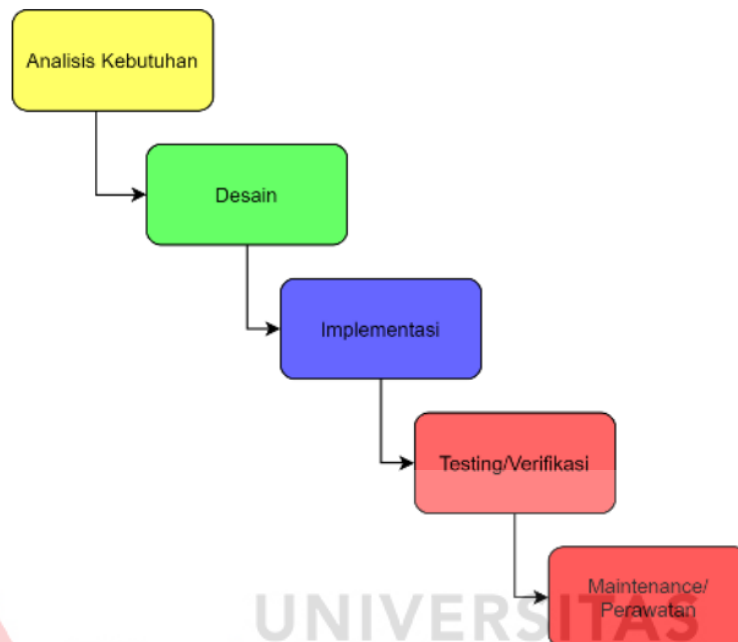 Analisis Kebutuhan
Desain
Implementasi
Testing/Verifikasi
Maintenance/
Perawatan
UNIVERSITAS